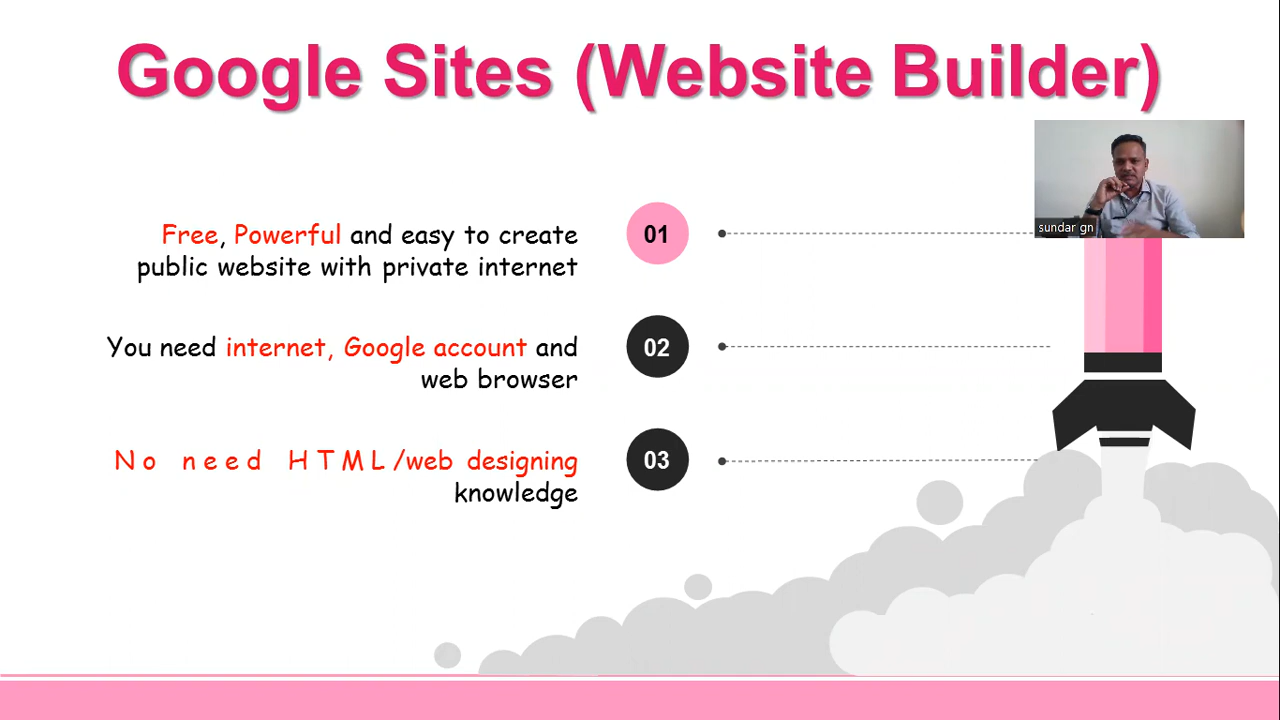 Google Sites (Website Builder)
sundar gn
Free, Powerful and easy to create
public website with private internet
01
You need internet, Google account and
web browser
02
No need HTML/web designing
knowledge
03